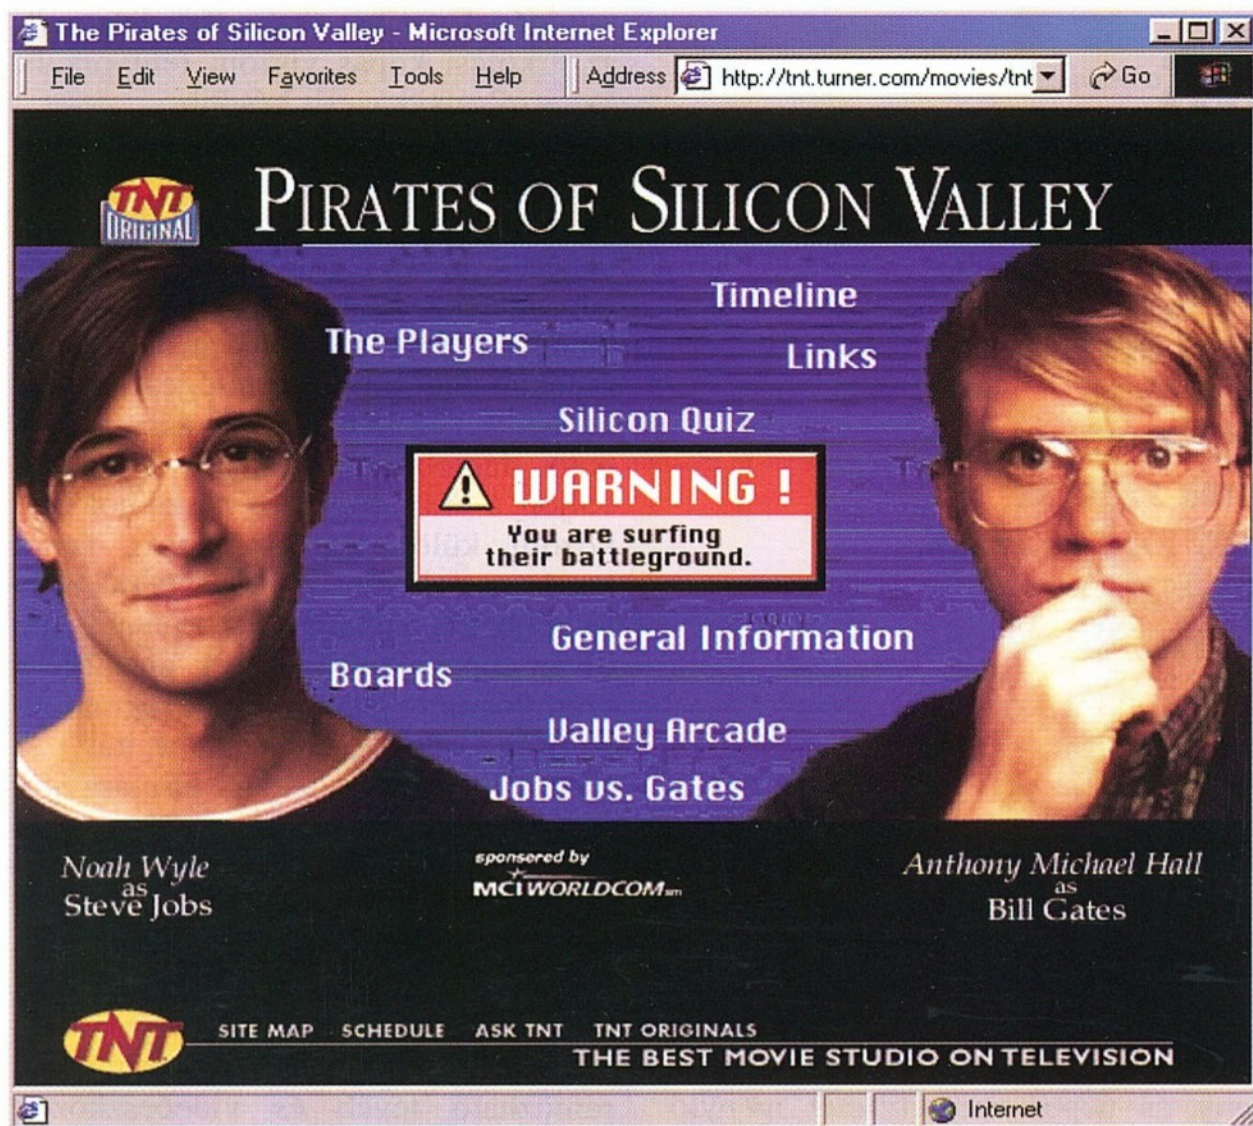 The Pirates of Silicon Valley - Microsoft Internet Explorer
File Edit View Favorites Tools Help Address http://tnt.turner.com/movies/tnt Go
TNT
ORIGINAL
PIRATES OF SILICON VALLEY
Timeline
The Players
Links
Silicon Quiz
WARNING !
You are surfing
their battleground.
General Information
Boards
Valley Arcade
Jobs vs. Gates
Noah Wyle
as
Steve Jobs
sponsored by
MCI WORLDCOM sm
Anthony Michael Hall
as
Bill Gates
TNT
SITE MAP SCHEDULE ASK TNT TNT ORIGINALS
THE BEST MOVIE STUDIO ON TELEVISION
Internet